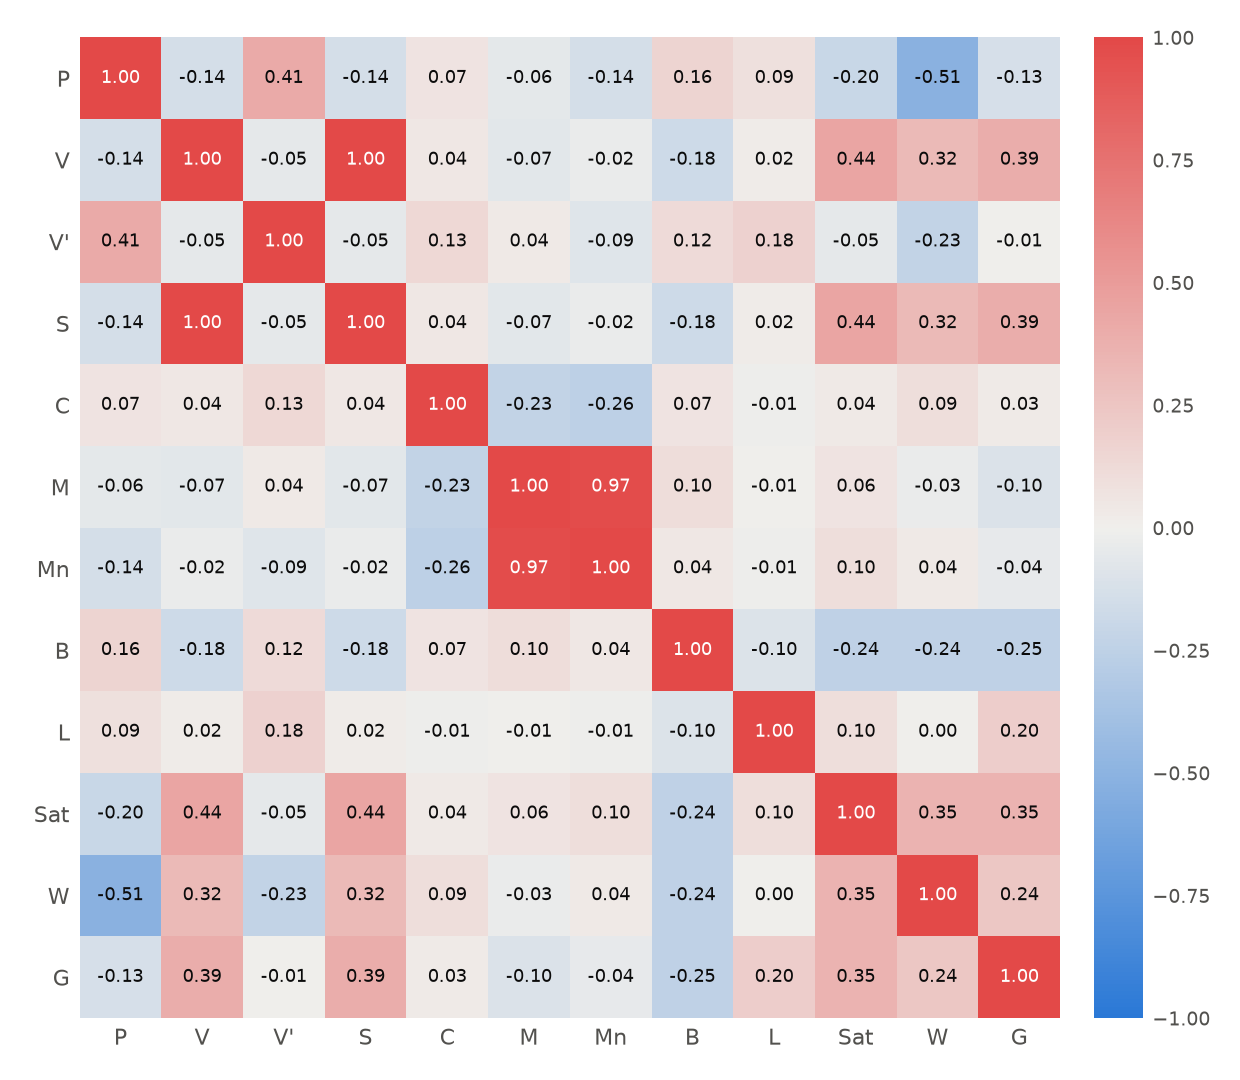 P 1.00 -0.14 0.41 -0.14 0.07 -0.06 -0.14 0.16 0.09 -0.20 -0.51 -0.13
V -0.14 1.00 -0.05 1.00 0.04 -0.07 -0.02 -0.18 0.02 0.44 0.32 0.39
V' 0.41 -0.05 1.00 -0.05 0.13 0.04 -0.09 0.12 0.18 -0.05 -0.23 -0.01
S -0.14 1.00 -0.05 1.00 0.04 -0.07 -0.02 -0.18 0.02 0.44 0.32 0.39
C 0.07 0.04 0.13 0.04 1.00 -0.23 -0.26 0.07 -0.01 0.04 0.09 0.03
M -0.06 -0.07 0.04 -0.07 -0.23 1.00 0.97 0.10 -0.01 0.06 -0.03 -0.10
Mn -0.14 -0.02 -0.09 -0.02 -0.26 0.97 1.00 0.04 -0.01 0.10 0.04 -0.04
B 0.16 -0.18 0.12 -0.18 0.07 0.10 0.04 1.00 -0.10 -0.24 -0.24 -0.25
L 0.09 0.02 0.18 0.02 -0.01 -0.01 -0.01 -0.10 1.00 0.10 0.00 0.20
Sat -0.20 0.44 -0.05 0.44 0.04 0.06 0.10 -0.24 0.10 1.00 0.35 0.35
W -0.51 0.32 -0.23 0.32 0.09 -0.03 0.04 -0.24 0.00 0.35 1.00 0.24
G -0.13 0.39 -0.01 0.39 0.03 -0.10 -0.04 -0.25 0.20 0.35 0.24 1.00
P V V' S C M Mn B L Sat W G
1.00
0.75
0.50
0.25
0.00
−0.25
−0.50
−0.75
−1.00